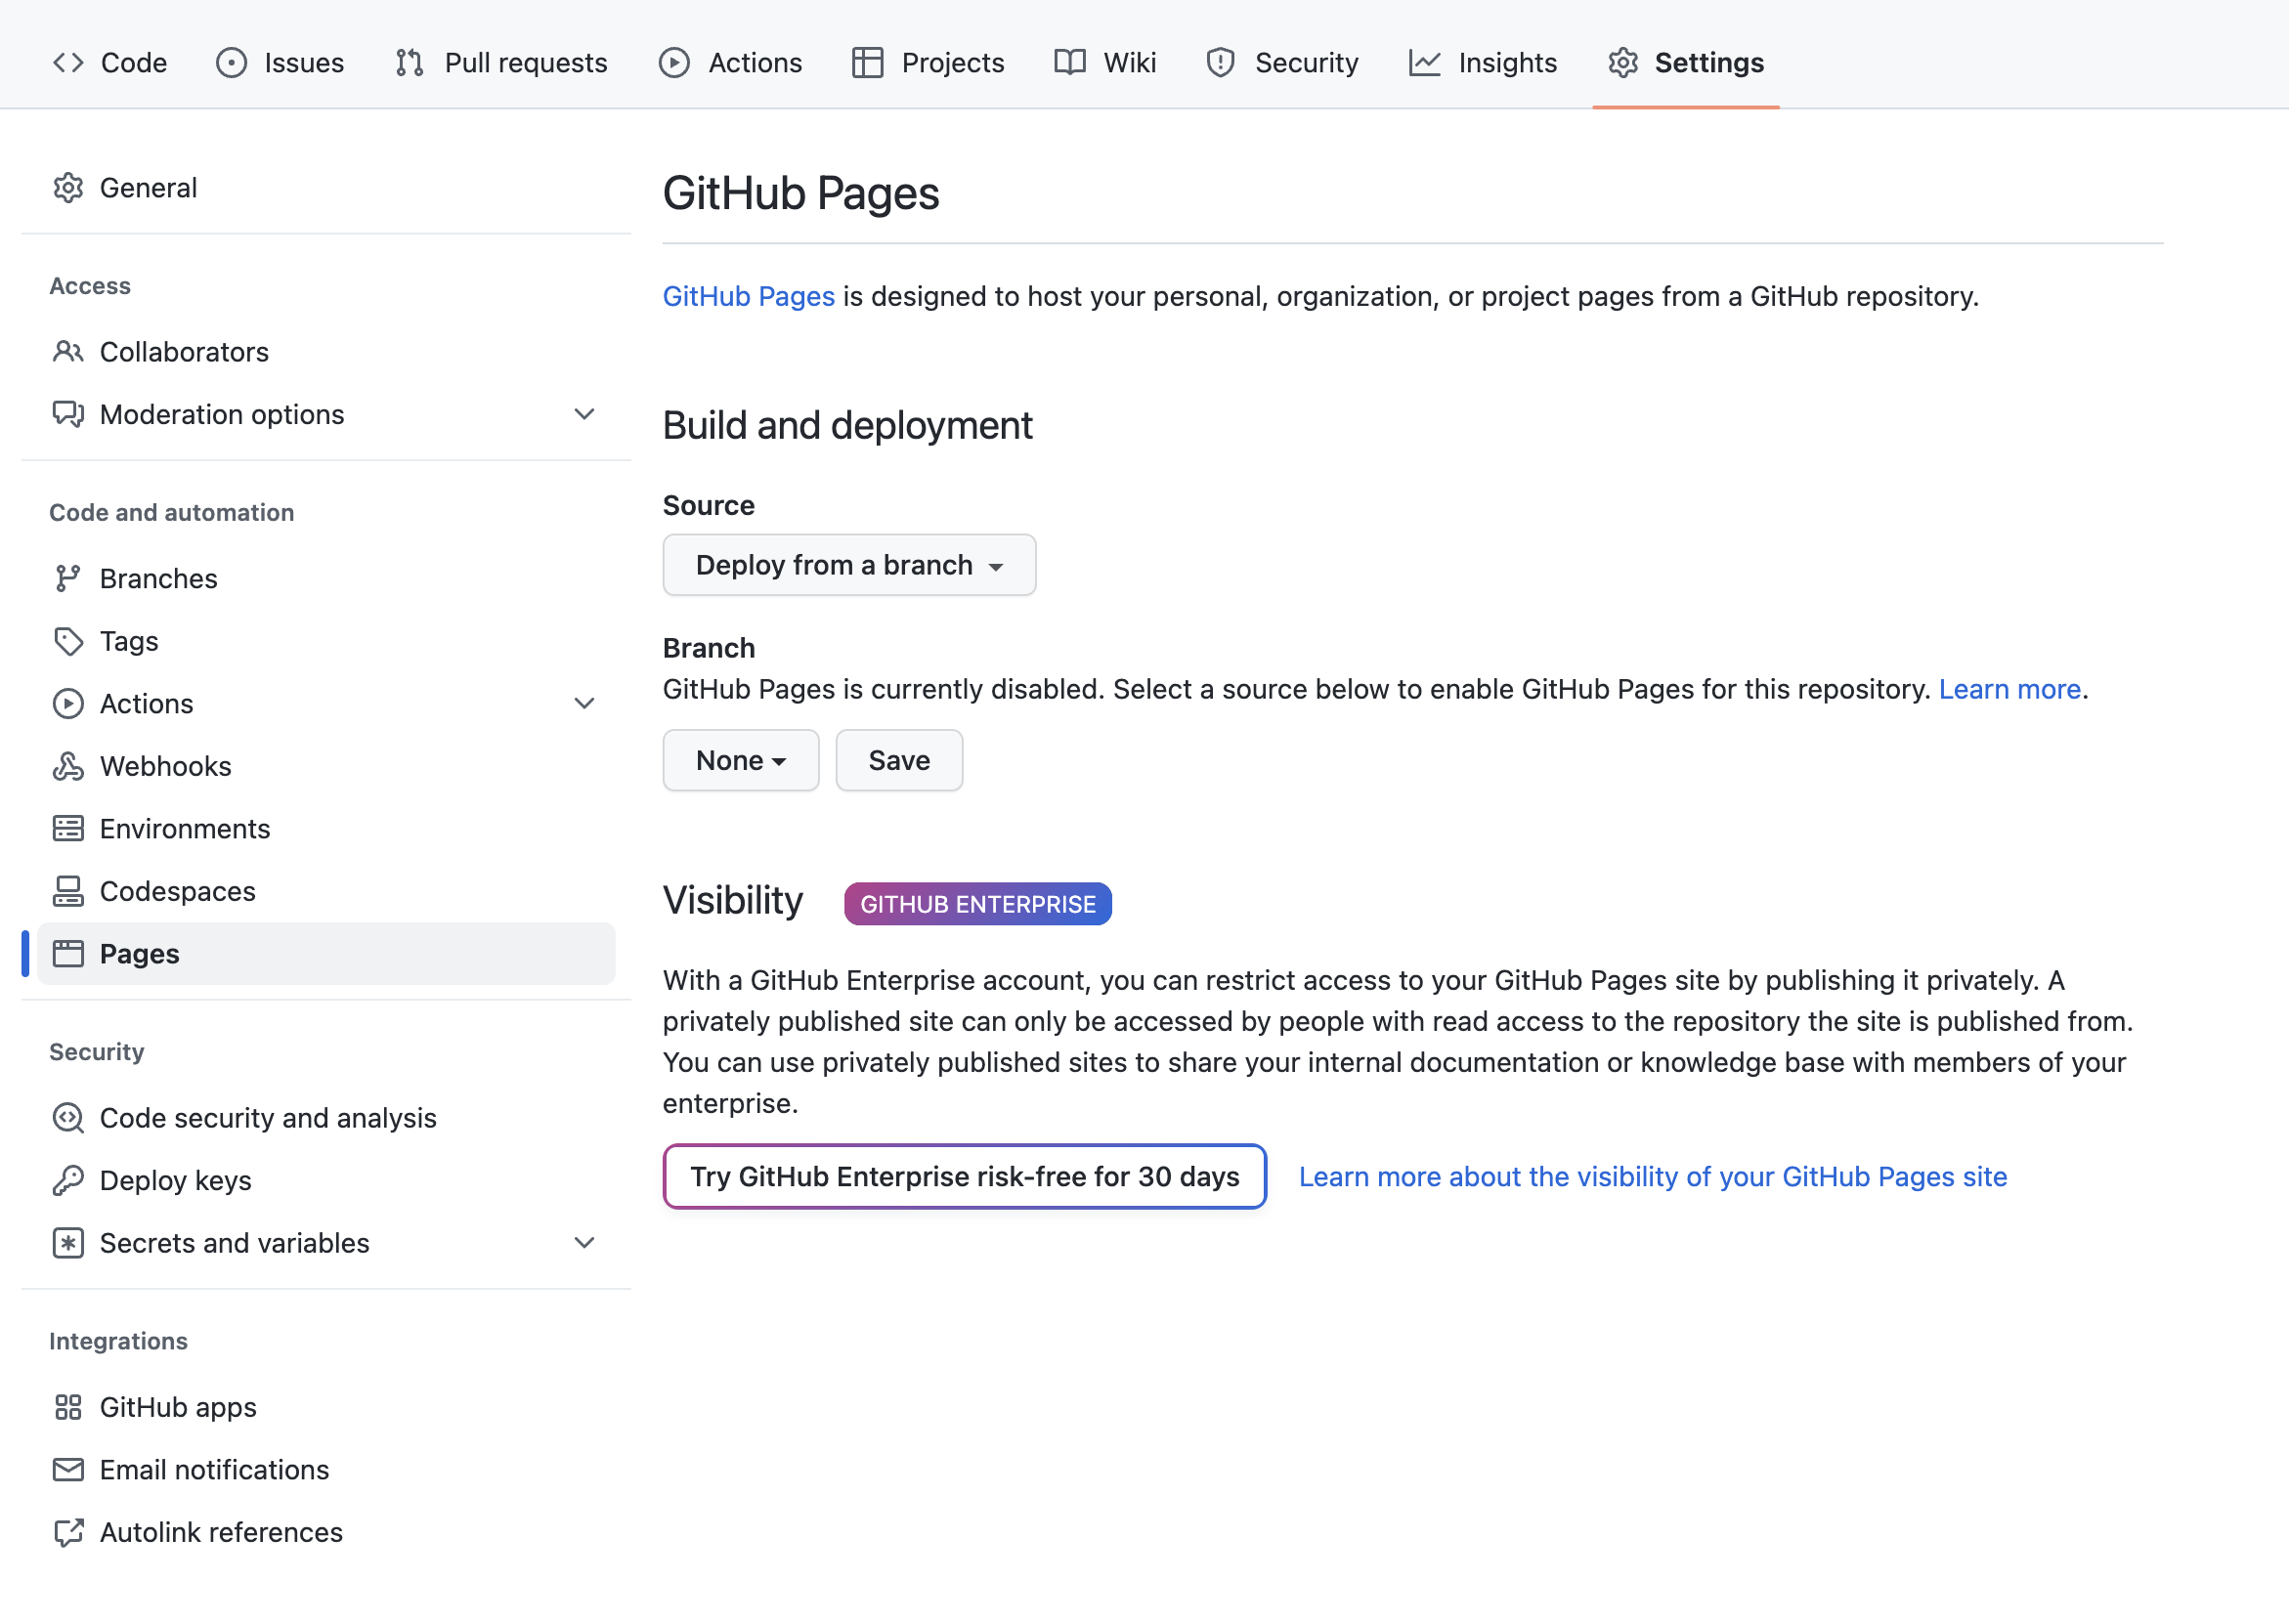 Code Issues Pull requests Actions Projects Wiki Security Insights Settings
General
Access
Collaborators
Moderation options
Code and automation
Branches
Tags
Actions
Webhooks
Environments
Codespaces
Pages
Security
Code security and analysis
Deploy keys
Secrets and variables
Integrations
GitHub apps
Email notifications
Autolink references
GitHub Pages
GitHub Pages is designed to host your personal, organization, or project pages from a GitHub repository.
Build and deployment
Source
Deploy from a branch
Branch
GitHub Pages is currently disabled. Select a source below to enable GitHub Pages for this repository. Learn more.
None Save
Visibility GITHUB ENTERPRISE
With a GitHub Enterprise account, you can restrict access to your GitHub Pages site by publishing it privately. A
privately published site can only be accessed by people with read access to the repository the site is published from.
You can use privately published sites to share your internal documentation or knowledge base with members of your
enterprise.
Try GitHub Enterprise risk-free for 30 days Learn more about the visibility of your GitHub Pages site